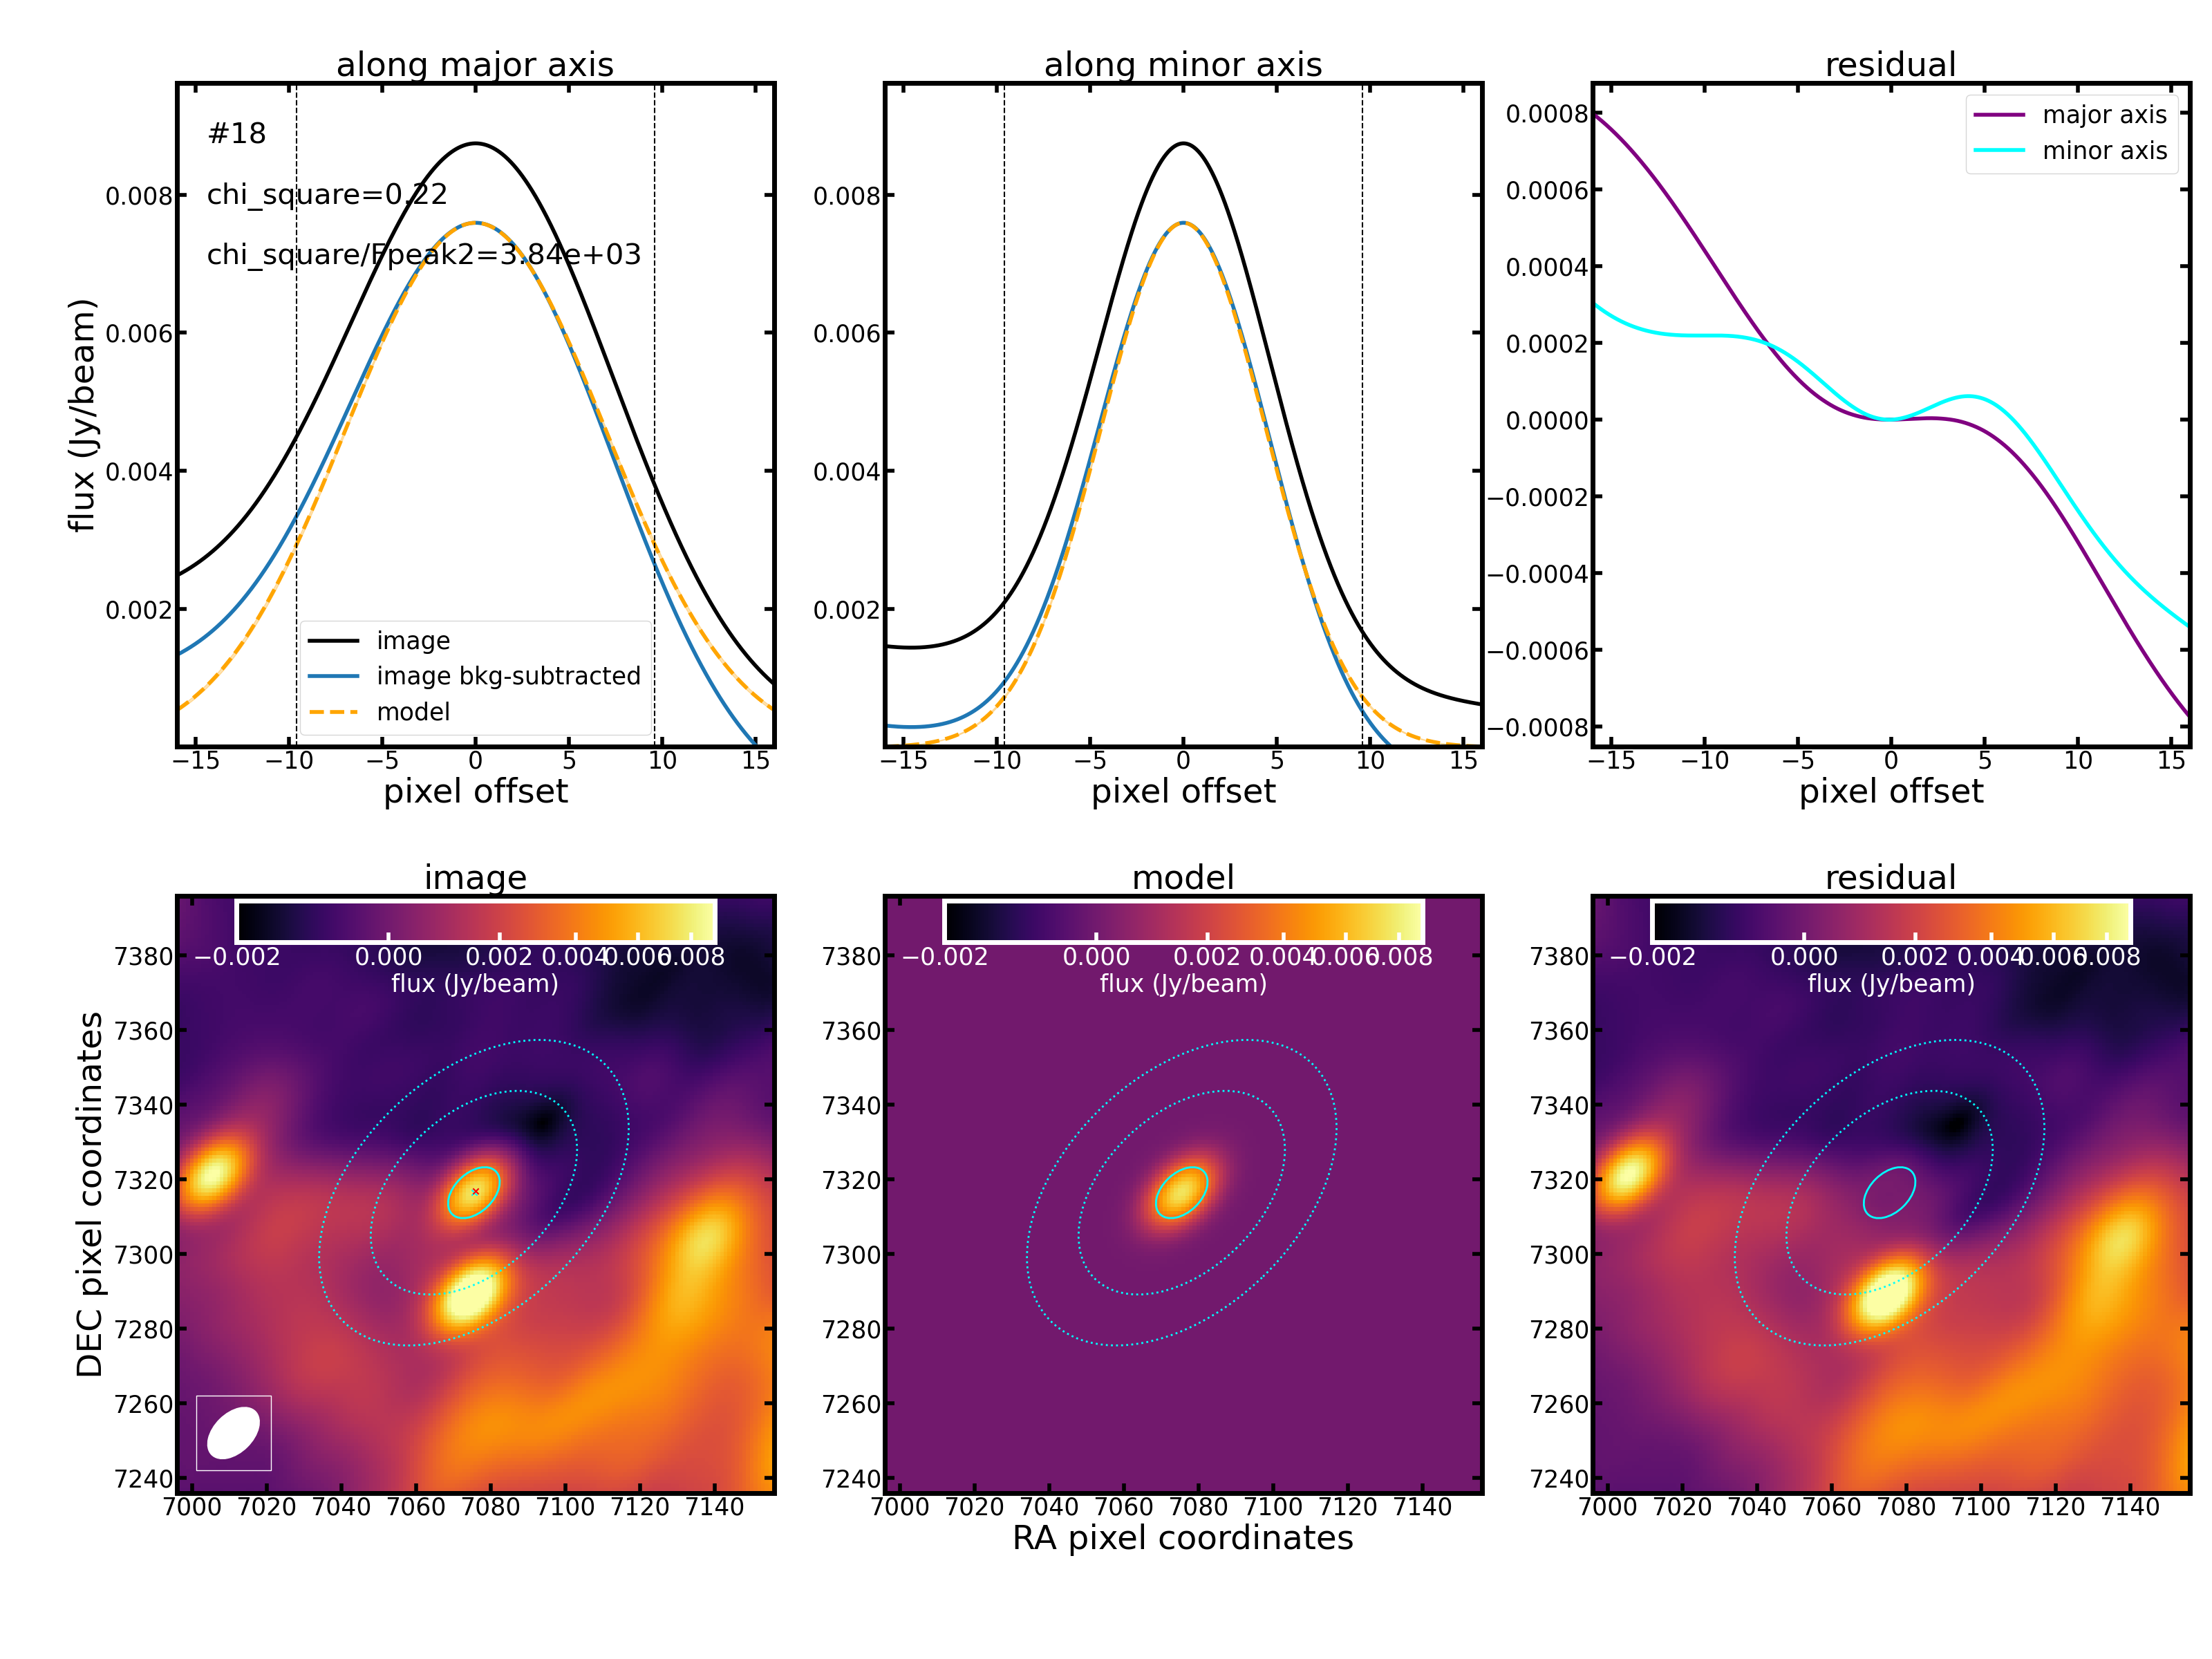 along major axis
along minor axis
residual
#18
chi_square=0.22
chi_square/Fpeak2=3.84e+03
image
image bkg-subtracted
model
0.008
0.006
0.004
0.002
−15 −10 −5 0 5 10 15
pixel offset
flux (Jy/beam)
0.008
0.006
0.004
0.002
−15 −10 −5 0 5 10 15
pixel offset
major axis
minor axis
0.0008
0.0006
0.0004
0.0002
0.0000
−0.0002
−0.0004
−0.0006
−0.0008
−15 −10 −5 0 5 10 15
pixel offset
image
model
residual
−0.002 0.000 0.002 0.004 0.006 0.008
flux (Jy/beam)
7380
7360
7340
7320
7300
7280
7260
7240
7000 7020 7040 7060 7080 7100 7120 7140
DEC pixel coordinates
−0.002 0.000 0.002 0.004 0.006 0.008
flux (Jy/beam)
7380
7360
7340
7320
7300
7280
7260
7240
7000 7020 7040 7060 7080 7100 7120 7140
RA pixel coordinates
−0.002 0.000 0.002 0.004 0.006 0.008
flux (Jy/beam)
7380
7360
7340
7320
7300
7280
7260
7240
7000 7020 7040 7060 7080 7100 7120 7140